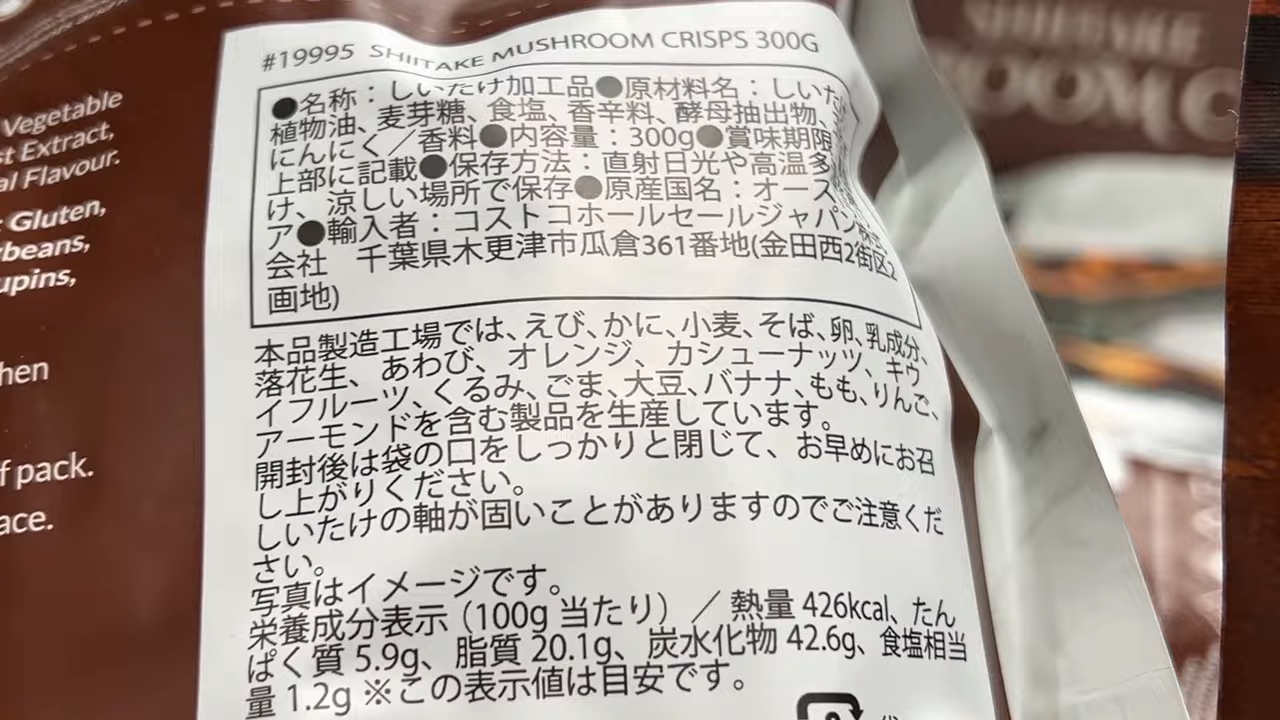 Vegetable
st Extract,
al Flavour.
Gluten,
beans,
upins,
hen
f pack.
ace.
#19995 SHIITAKE MUSHROOM CRISPS 300G
●名称:しいたけ加工品●原材料名:しいた
植物油、麦芽糖、食塩、香辛料、酵母抽出物、
にんにく/香料●内容量:300g●賞味期限
上部に記載●保存方法:直射日光や高温多
け、涼しい場所で保存●原産国名:オース
ア●輸入者:コストコホールセールジャパン株式
会社 千葉県木更津市瓜倉361番地(金田西2街区2
画地)
本品製造工場では、えび、かに、小麦、そば、卵、乳成分、
落花生、あわび、オレンジ、カシューナッツ、キウ
イフルーツ、くるみ、ごま、大豆、バナナ、もも、りんご、
アーモンドを含む製品を生産しています。
開封後は袋の口をしっかりと閉じて、お早めにお召
し上がりください。
しいたけの軸が固いことがありますのでご注意くだ
さい。
写真はイメージです。
栄養成分表示(100g 当たり)/ 熱量 426kcal、たん
ぱく質 5.9g、脂質 20.1g、炭水化物 42.6g、食塩相当
量 1.2g ※この表示値は目安です。
SHIITAKE
OOM C